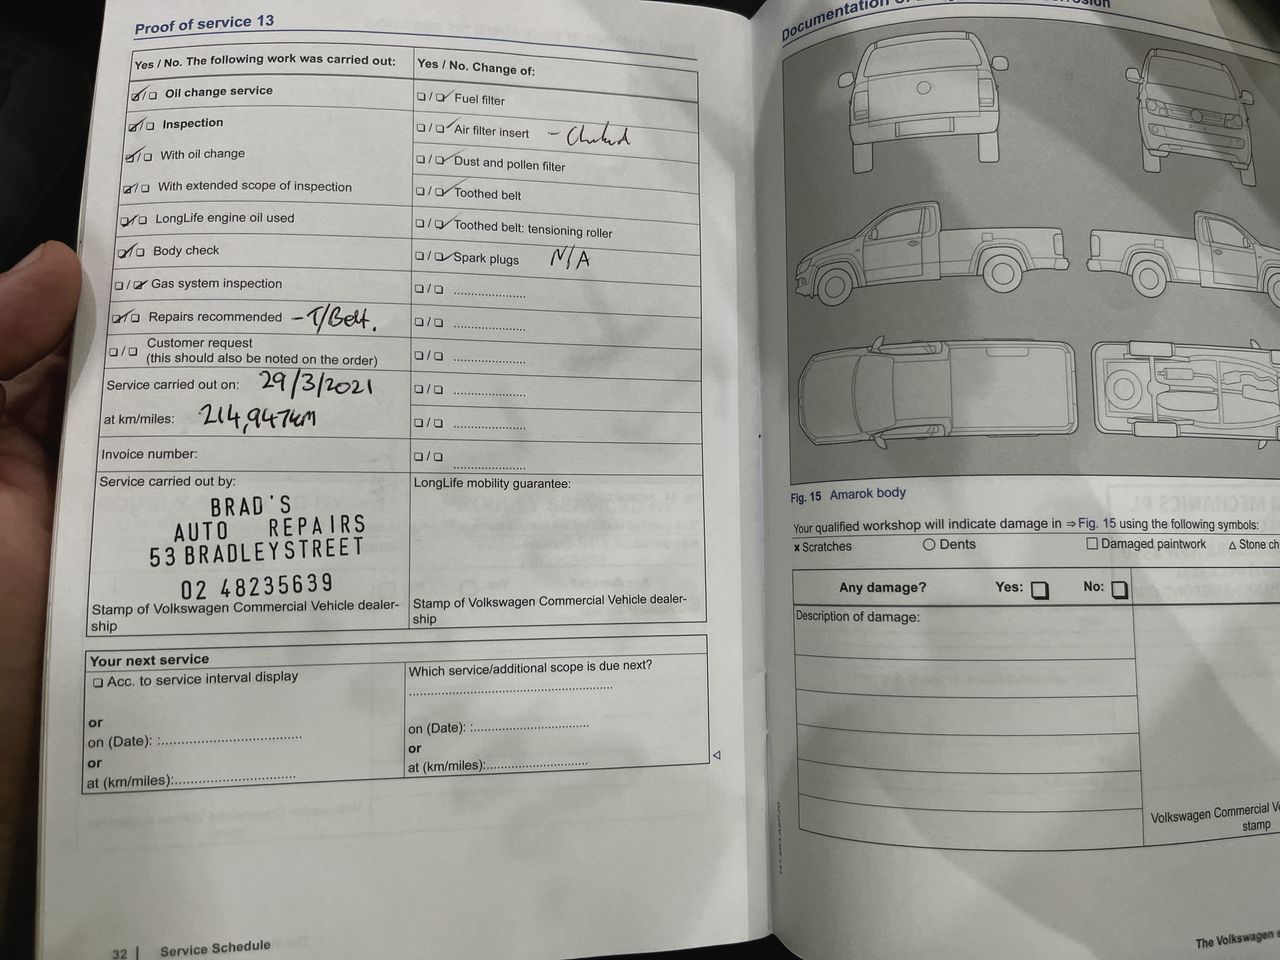 Proof of service 13
Yes / No. The following work was carried out:
☑/☐ Oil change service
☑/☐ Inspection
☑/☐ With oil change
☑/☐ With extended scope of inspection
☑/☐ LongLife engine oil used
☑/☐ Body check
☐/☑ Gas system inspection
☑/☐ Repairs recommended - T/Belt.
☐/☐ Customer request
(this should also be noted on the order)
Service carried out on: 29/3/2021
at km/miles: 214,947km
Invoice number:
Service carried out by:
BRAD'S
AUTO REPAIRS
53 BRADLEYSTREET
02 48235639
Stamp of Volkswagen Commercial Vehicle dealer-
ship
Yes / No. Change of:
☐/☑ Fuel filter
☐/☑ Air filter insert - Checked
☐/☑ Dust and pollen filter
☐/☑ Toothed belt
☐/☑ Toothed belt: tensioning roller
☐/☑ Spark plugs N/A
☐/☐ ........................
☐/☐ ........................
☐/☐ ........................
☐/☐ ........................
☐/☐ ........................
☐/☐ ........................
LongLife mobility guarantee:
Stamp of Volkswagen Commercial Vehicle dealer-
ship
Your next service
☐ Acc. to service interval display
or
on (Date): :................................
or
at (km/miles):............................
Which service/additional scope is due next?
................................................
on (Date): :...........................
or
at (km/miles):........................
32 | Service Schedule
Documentation
Fig. 15 Amarok body
Your qualified workshop will indicate damage in ⇒ Fig. 15 using the following symbols:
x Scratches ○ Dents ☐ Damaged paintwork △ Stone ch
Any damage? Yes: ☐ No: ☐
Description of damage:
Volkswagen Commercial Ve
stamp
The Volkswagen s